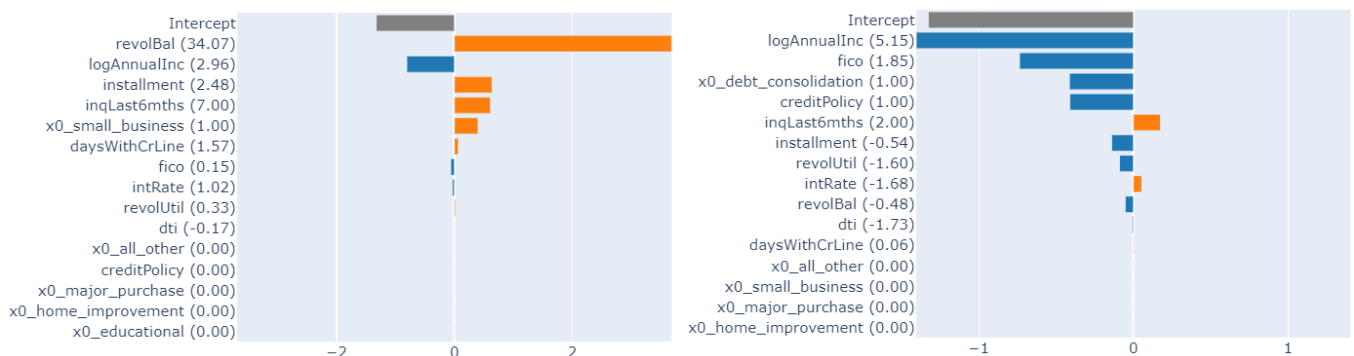 Intercept
revolBal (34.07)
logAnnualInc (2.96)
installment (2.48)
inqLast6mths (7.00)
x0_small_business (1.00)
daysWithCrLine (1.57)
fico (0.15)
intRate (1.02)
revolUtil (0.33)
dti (-0.17)
x0_all_other (0.00)
creditPolicy (0.00)
x0_major_purchase (0.00)
x0_home_improvement (0.00)
x0_educational (0.00)
−2 0 2
Intercept
logAnnualInc (5.15)
fico (1.85)
x0_debt_consolidation (1.00)
creditPolicy (1.00)
inqLast6mths (2.00)
installment (-0.54)
revolUtil (-1.60)
intRate (-1.68)
revolBal (-0.48)
dti (-1.73)
daysWithCrLine (0.06)
x0_all_other (0.00)
x0_small_business (0.00)
x0_major_purchase (0.00)
x0_home_improvement (0.00)
−1 0 1